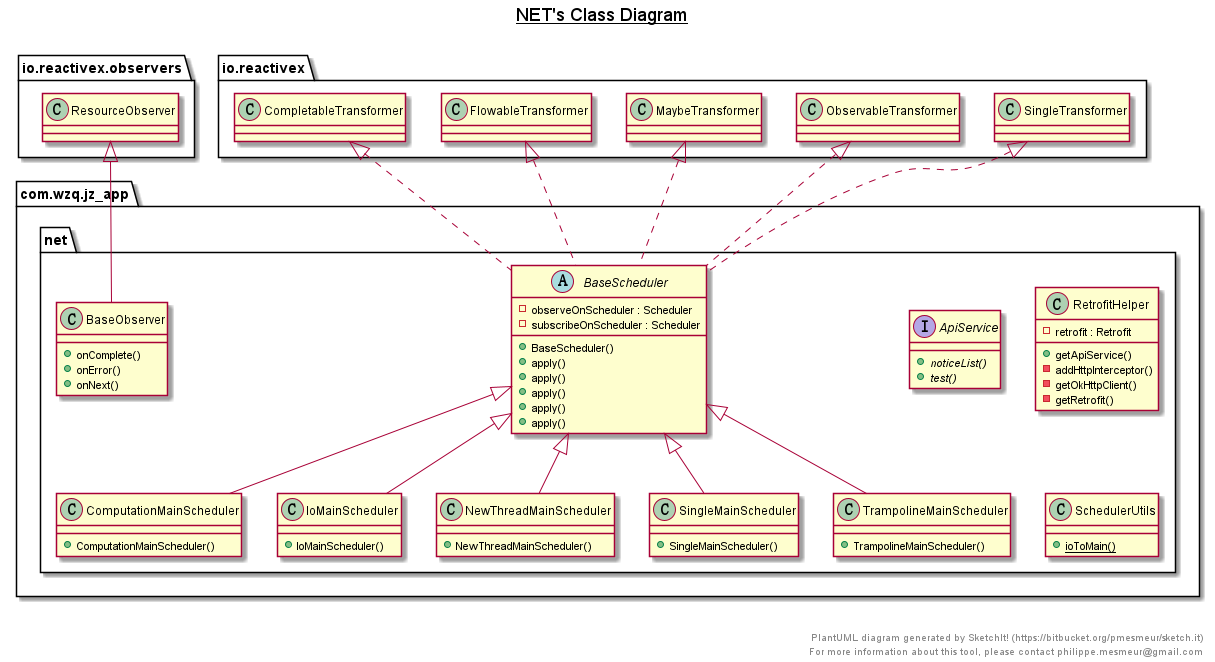 NET's Class Diagram
io.reactivex.observers
io.reactivex
C ResourceObserver
C CompletableTransformer
C FlowableTransformer
C MaybeTransformer
C ObservableTransformer
C SingleTransformer
com.wzq.jz_app
net
A BaseScheduler
observeOnScheduler : Scheduler
subscribeOnScheduler : Scheduler
BaseScheduler()
apply()
apply()
apply()
apply()
apply()
C BaseObserver
onComplete()
onError()
onNext()
I ApiService
noticeList()
test()
C RetrofitHelper
retrofit : Retrofit
getApiService()
addHttpInterceptor()
getOkHttpClient()
getRetrofit()
C ComputationMainScheduler
ComputationMainScheduler()
C IoMainScheduler
IoMainScheduler()
C NewThreadMainScheduler
NewThreadMainScheduler()
C SingleMainScheduler
SingleMainScheduler()
C TrampolineMainScheduler
TrampolineMainScheduler()
C SchedulerUtils
ioToMain()
PlantUML diagram generated by SketchIt! (https://bitbucket.org/pmesmeur/sketch.it)
For more information about this tool, please contact philippe.mesmeur@gmail.com